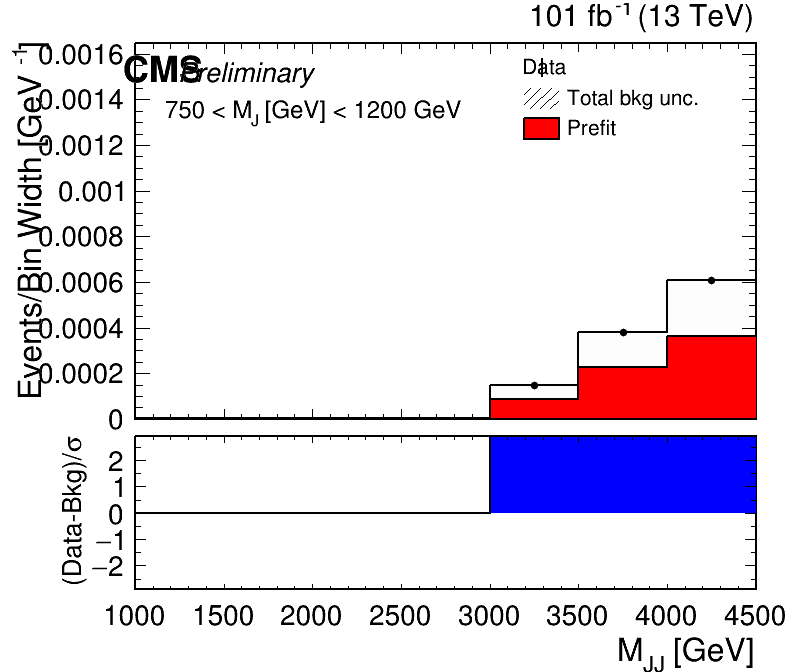 101 fb⁻¹ (13 TeV)
CMS Preliminary
750 < M_J [GeV] < 1200 GeV
Data
Total bkg unc.
Prefit
Events/Bin Width [GeV⁻¹]
0.0016
0.0014
0.0012
0.001
0.0008
0.0006
0.0004
0.0002
0
(Data-Bkg)/σ
2
1
0
−1
−2
1000 1500 2000 2500 3000 3500 4000 4500
M_JJ [GeV]